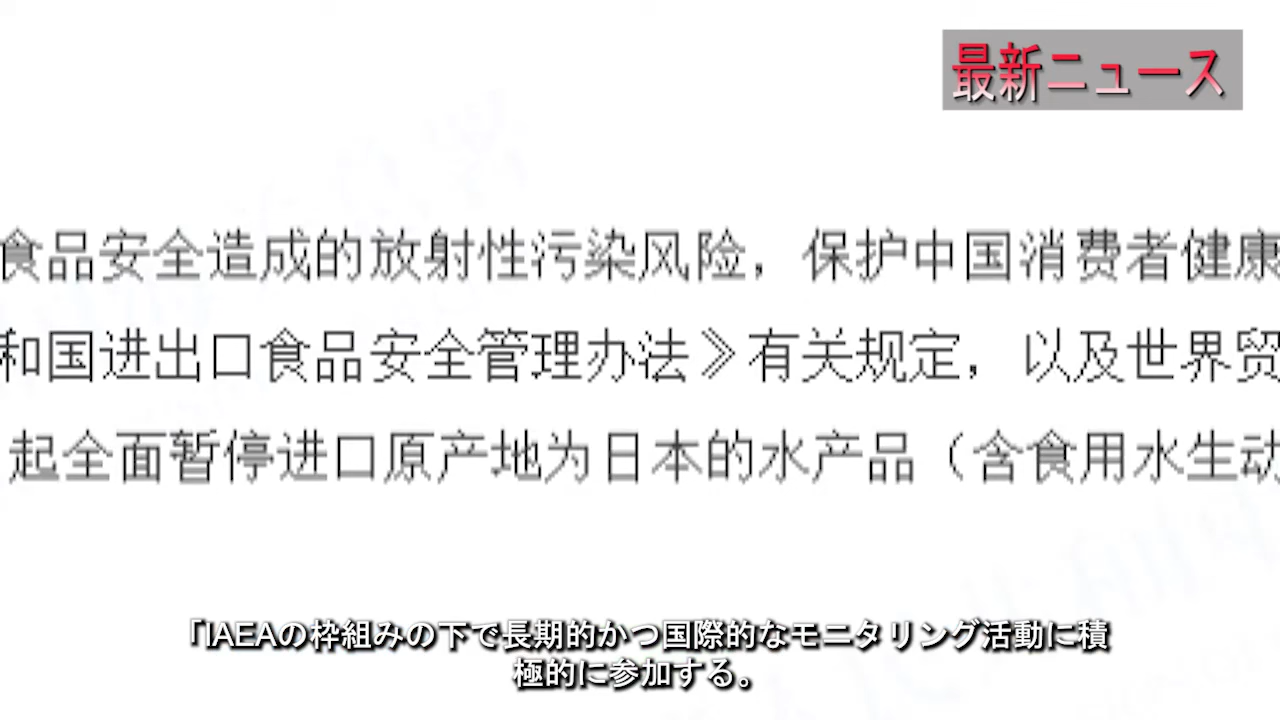 最新ニュース
食品安全造成的放射性污染风险，保护中国消费者健康
和国进出口食品安全管理办法》有关规定，以及世界贸
起全面暂停进口原产地为日本的水产品（含食用水生动
「IAEAの枠組みの下で長期的かつ国際的なモニタリング活動に積
極的に参加する。